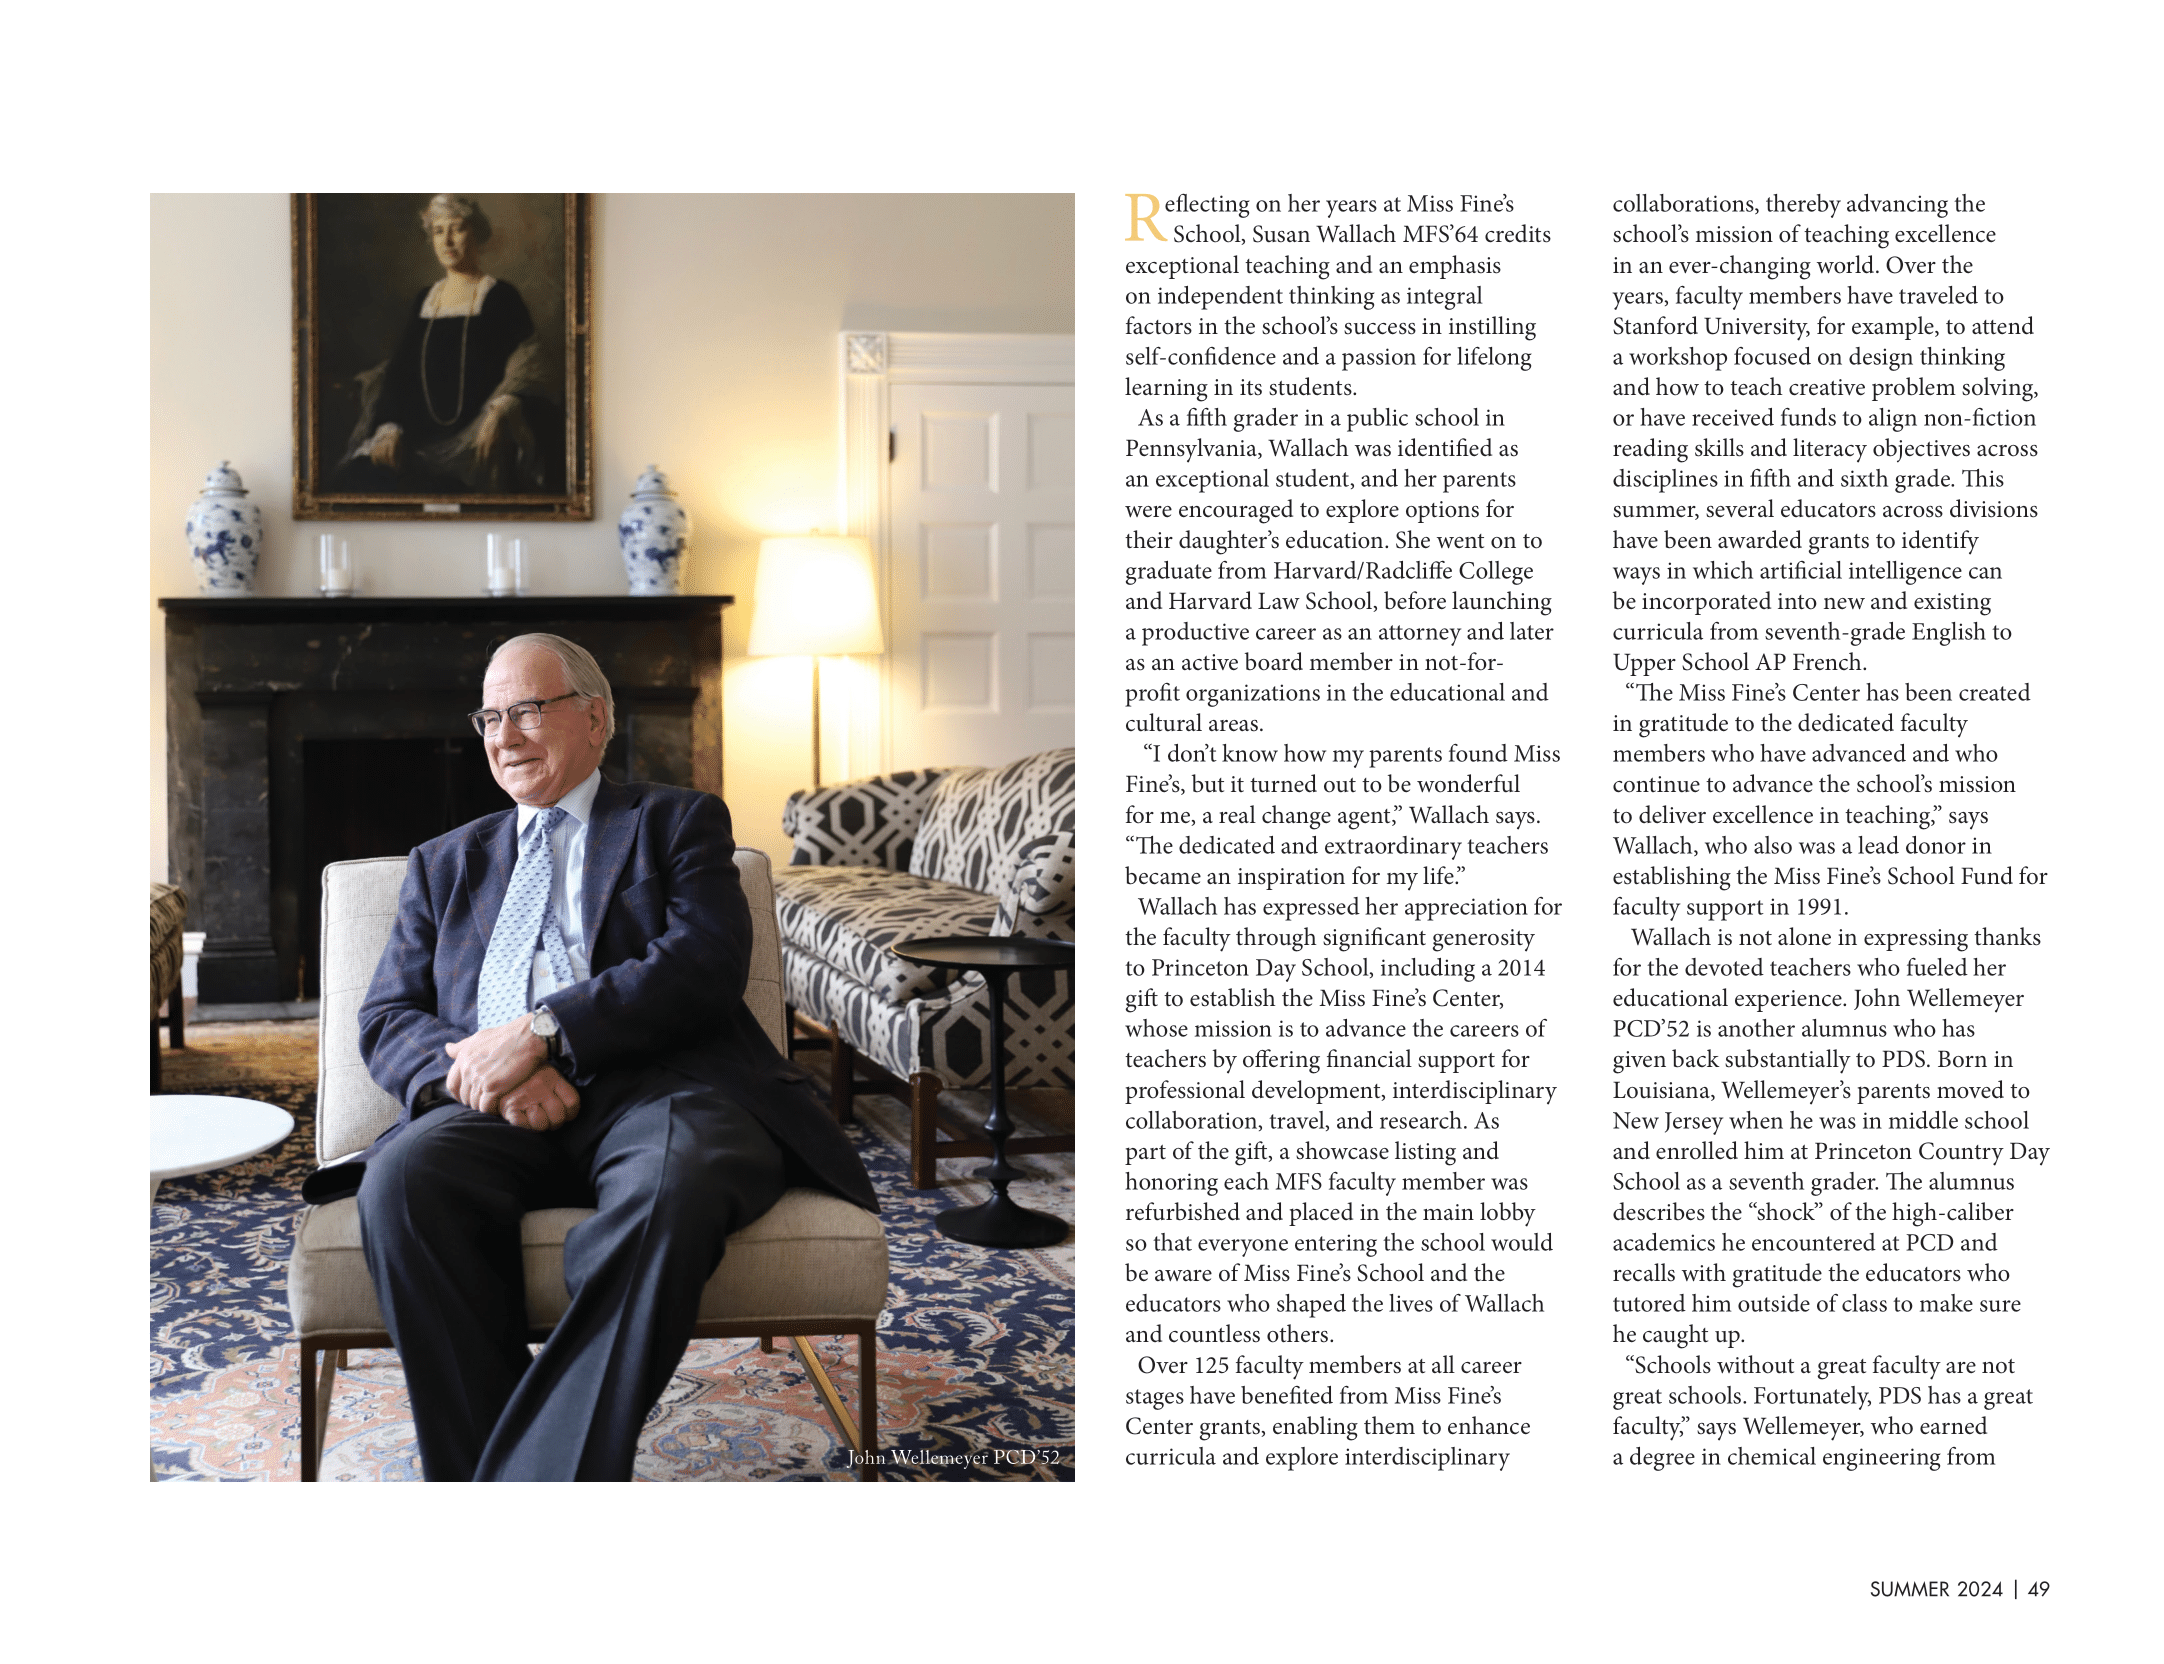 Reflecting on her years at Miss Fine’s
School, Susan Wallach MFS’64 credits
exceptional teaching and an emphasis
on independent thinking as integral
factors in the school’s success in instilling
self-confidence and a passion for lifelong
learning in its students.
As a fifth grader in a public school in
Pennsylvania, Wallach was identified as
an exceptional student, and her parents
were encouraged to explore options for
their daughter’s education. She went on to
graduate from Harvard/Radcliffe College
and Harvard Law School, before launching
a productive career as an attorney and later
as an active board member in not-for-
profit organizations in the educational and
cultural areas.
“I don’t know how my parents found Miss
Fine’s, but it turned out to be wonderful
for me, a real change agent,” Wallach says.
“The dedicated and extraordinary teachers
became an inspiration for my life.”
Wallach has expressed her appreciation for
the faculty through significant generosity
to Princeton Day School, including a 2014
gift to establish the Miss Fine’s Center,
whose mission is to advance the careers of
teachers by offering financial support for
professional development, interdisciplinary
collaboration, travel, and research. As
part of the gift, a showcase listing and
honoring each MFS faculty member was
refurbished and placed in the main lobby
so that everyone entering the school would
be aware of Miss Fine’s School and the
educators who shaped the lives of Wallach
and countless others.
Over 125 faculty members at all career
stages have benefited from Miss Fine’s
Center grants, enabling them to enhance
curricula and explore interdisciplinary
collaborations, thereby advancing the
school’s mission of teaching excellence
in an ever-changing world. Over the
years, faculty members have traveled to
Stanford University, for example, to attend
a workshop focused on design thinking
and how to teach creative problem solving,
or have received funds to align non-fiction
reading skills and literacy objectives across
disciplines in fifth and sixth grade. This
summer, several educators across divisions
have been awarded grants to identify
ways in which artificial intelligence can
be incorporated into new and existing
curricula from seventh-grade English to
Upper School AP French.
“The Miss Fine’s Center has been created
in gratitude to the dedicated faculty
members who have advanced and who
continue to advance the school’s mission
to deliver excellence in teaching,” says
Wallach, who also was a lead donor in
establishing the Miss Fine’s School Fund for
faculty support in 1991.
Wallach is not alone in expressing thanks
for the devoted teachers who fueled her
educational experience. John Wellemeyer
PCD’52 is another alumnus who has
given back substantially to PDS. Born in
Louisiana, Wellemeyer’s parents moved to
New Jersey when he was in middle school
and enrolled him at Princeton Country Day
School as a seventh grader. The alumnus
describes the “shock” of the high-caliber
academics he encountered at PCD and
recalls with gratitude the educators who
tutored him outside of class to make sure
he caught up.
“Schools without a great faculty are not
great schools. Fortunately, PDS has a great
faculty,” says Wellemeyer, who earned
a degree in chemical engineering from
John Wellemeyer PCD’52
SUMMER 2024 | 49